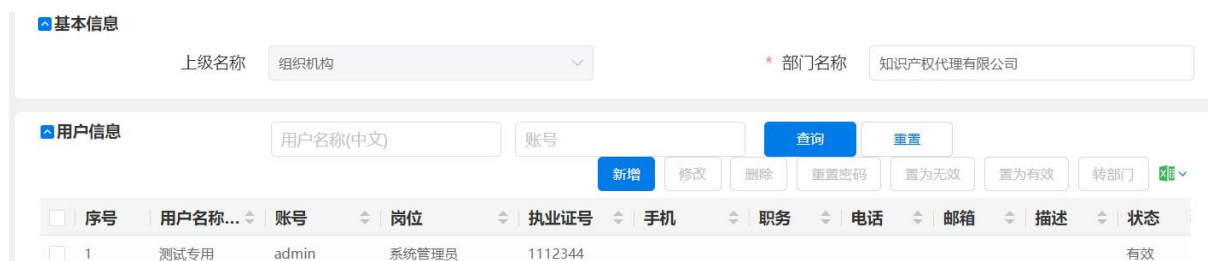 基本信息
上级名称 组织机构 * 部门名称 知识产权代理有限公司
用户信息 用户名称(中文) 账号 查询 重置
新增 修改 删除 重置密码 置为无效 置为有效 转部门
序号 用户名称... 账号 岗位 执业证号 手机 职务 电话 邮箱 描述 状态
1 测试专用 admin 系统管理员 1112344 有效